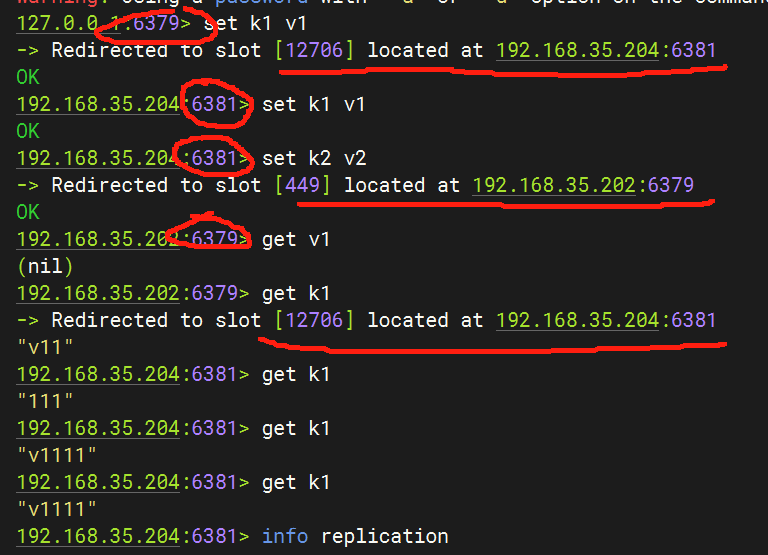 Warning: Using a password with '-a' or '-u' option on the comma
127.0.0.1:6379> set k1 v1
-> Redirected to slot [12706] located at 192.168.35.204:6381
OK
192.168.35.204:6381> set k1 v1
OK
192.168.35.204:6381> set k2 v2
-> Redirected to slot [449] located at 192.168.35.202:6379
OK
192.168.35.202:6379> get v1
(nil)
192.168.35.202:6379> get k1
-> Redirected to slot [12706] located at 192.168.35.204:6381
"v11"
192.168.35.204:6381> get k1
"111"
192.168.35.204:6381> get k1
"v1111"
192.168.35.204:6381> get k1
"v1111"
192.168.35.204:6381> info replication